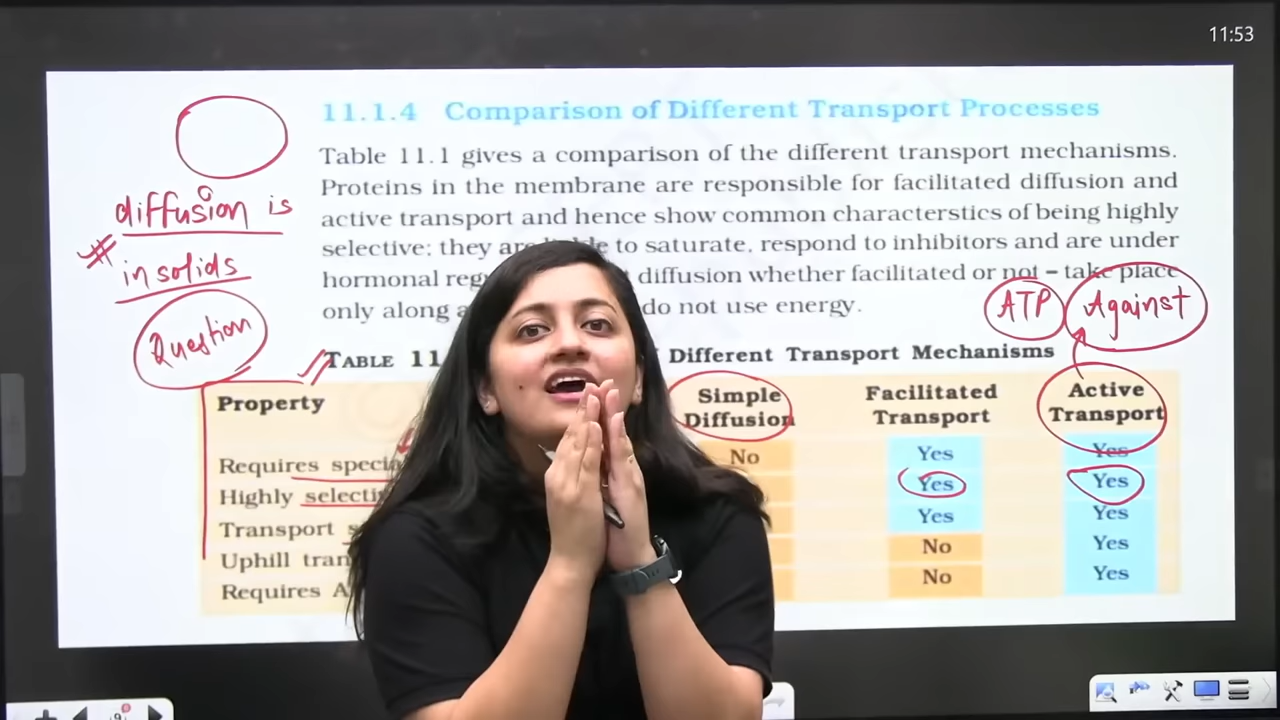 11:53
11.1.4 Comparison of Different Transport Processes
Table 11.1 gives a comparison of the different transport mechanisms.
Proteins in the membrane are responsible for facilitated diffusion and
active transport and hence show common characterstics of being highly
selective; they are to saturate, respond to inhibitors and are under
hormonal diffusion whether facilitated or not – take place
only along do not use energy.
diffusion is
# in solids
Question
ATP
Against
TABLE 11 Different Transport Mechanisms
Property Simple Facilitated Active
Diffusion Transport Transport
Requires No Yes Yes
Highly Yes Yes
Transport Yes Yes
Uphill No Yes
Requires No Yes